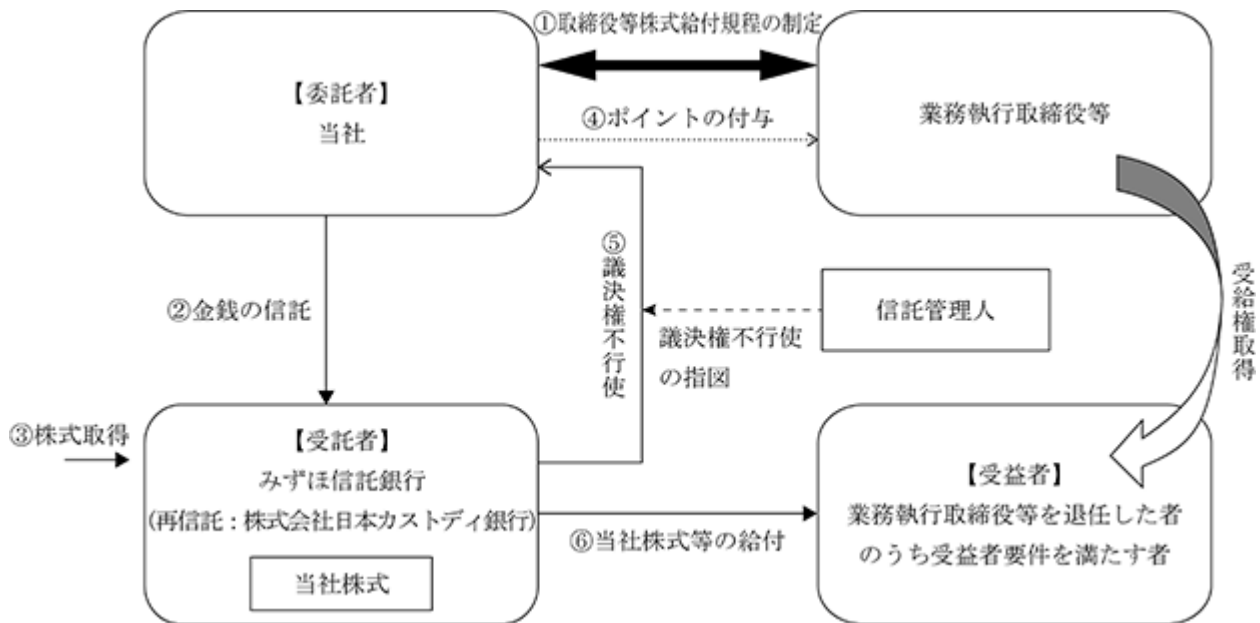 ①取締役等株式給付規程の制定
【委託者】
当社
④ポイントの付与
業務執行取締役等
②金銭の信託
⑤議決権不行使
議決権不行使
の指図
信託管理人
受給権取得
③株式取得
【受託者】
みずほ信託銀行
(再信託：株式会社日本カストディ銀行)
当社株式
⑥当社株式等の給付
【受益者】
業務執行取締役等を退任した者
のうち受益者要件を満たす者